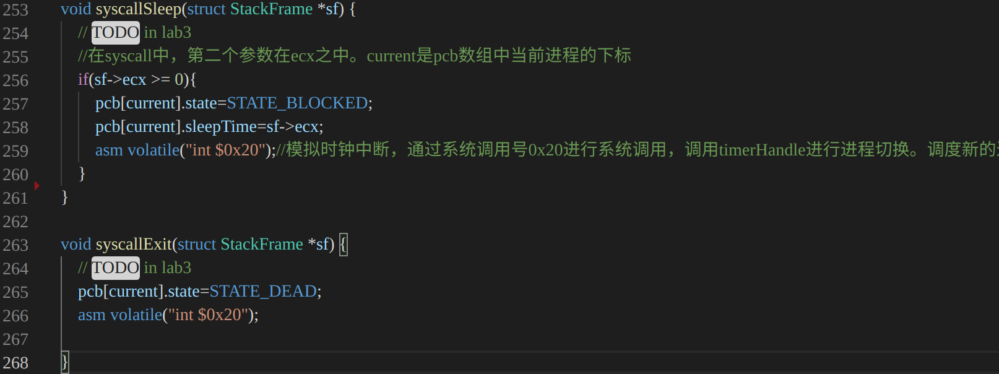 253 void syscallSleep(struct StackFrame *sf) {
254 // TODO in lab3
255 //在syscall中，第二个参数在ecx之中。current是pcb数组中当前进程的下标
256 if(sf->ecx >= 0){
257 pcb[current].state=STATE_BLOCKED;
258 pcb[current].sleepTime=sf->ecx;
259 asm volatile("int $0x20");//模拟时钟中断，通过系统调用号0x20进行系统调用，调用timerHandle进行进程切换。调度新的
260 }
261 }
262
263 void syscallExit(struct StackFrame *sf) {
264 // TODO in lab3
265 pcb[current].state=STATE_DEAD;
266 asm volatile("int $0x20");
267
268 }